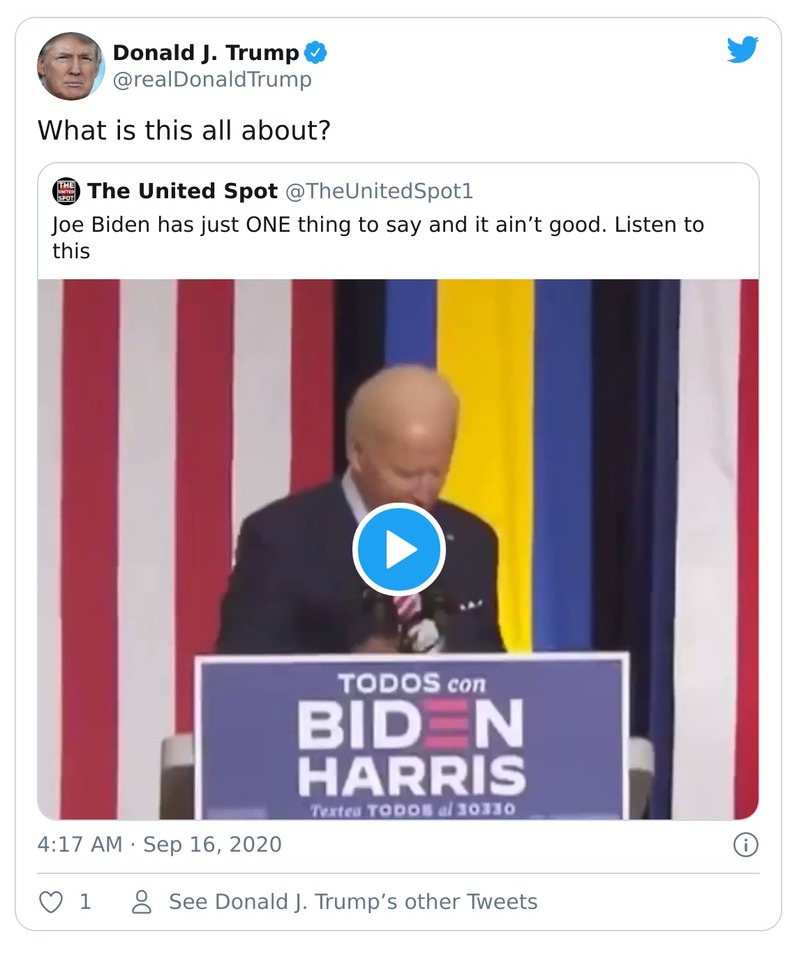 Donald J. Trump
@realDonaldTrump
What is this all about?
THE UNITED SPOT
The United Spot @TheUnitedSpot1
Joe Biden has just ONE thing to say and it ain’t good. Listen to
this
TODOS con
BIDEN
HARRIS
Textea TODOS al 30330
4:17 AM · Sep 16, 2020
1
See Donald J. Trump’s other Tweets